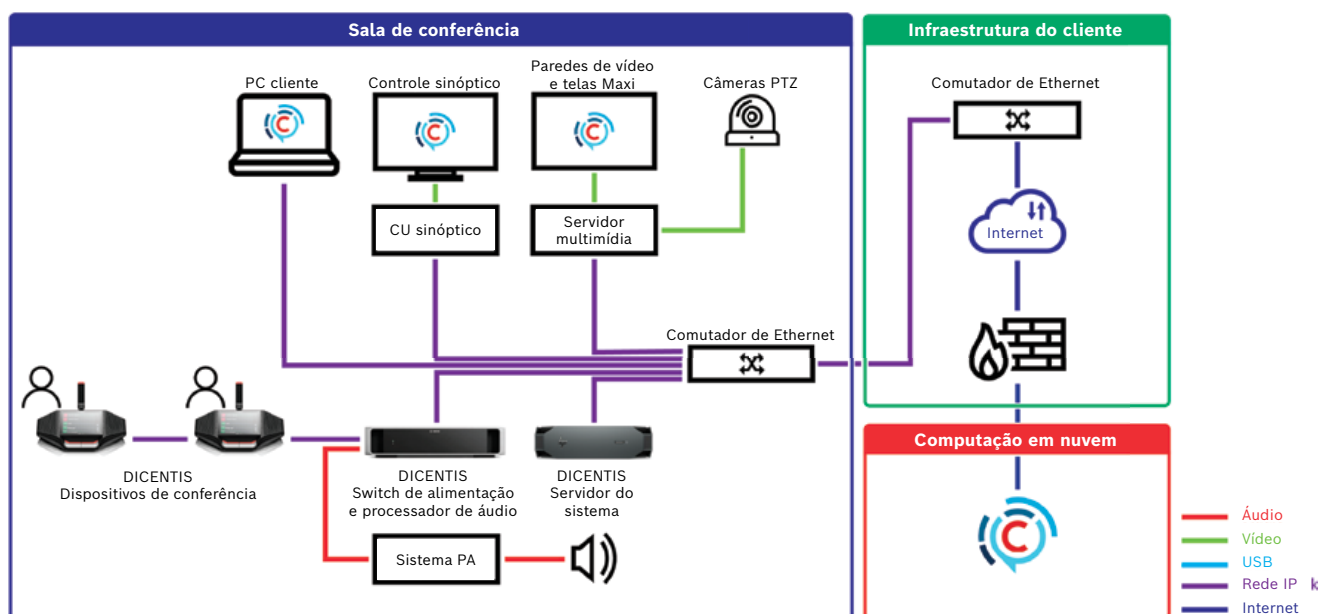 Sala de conferência
Infraestrutura do cliente
PC cliente
Controle sinóptico
Paredes de vídeo
e telas Maxi
Câmeras PTZ
Comutador de Ethernet
C
C
C
CU sinóptico
Servidor
multimídia
Internet
Comutador de Ethernet
Computação em nuvem
DICENTIS
Dispositivos de conferência
DICENTIS
Switch de alimentação
e processador de áudio
DICENTIS
Servidor do
sistema
C
Sistema PA
Áudio
Vídeo
USB
Rede IP k
Internet